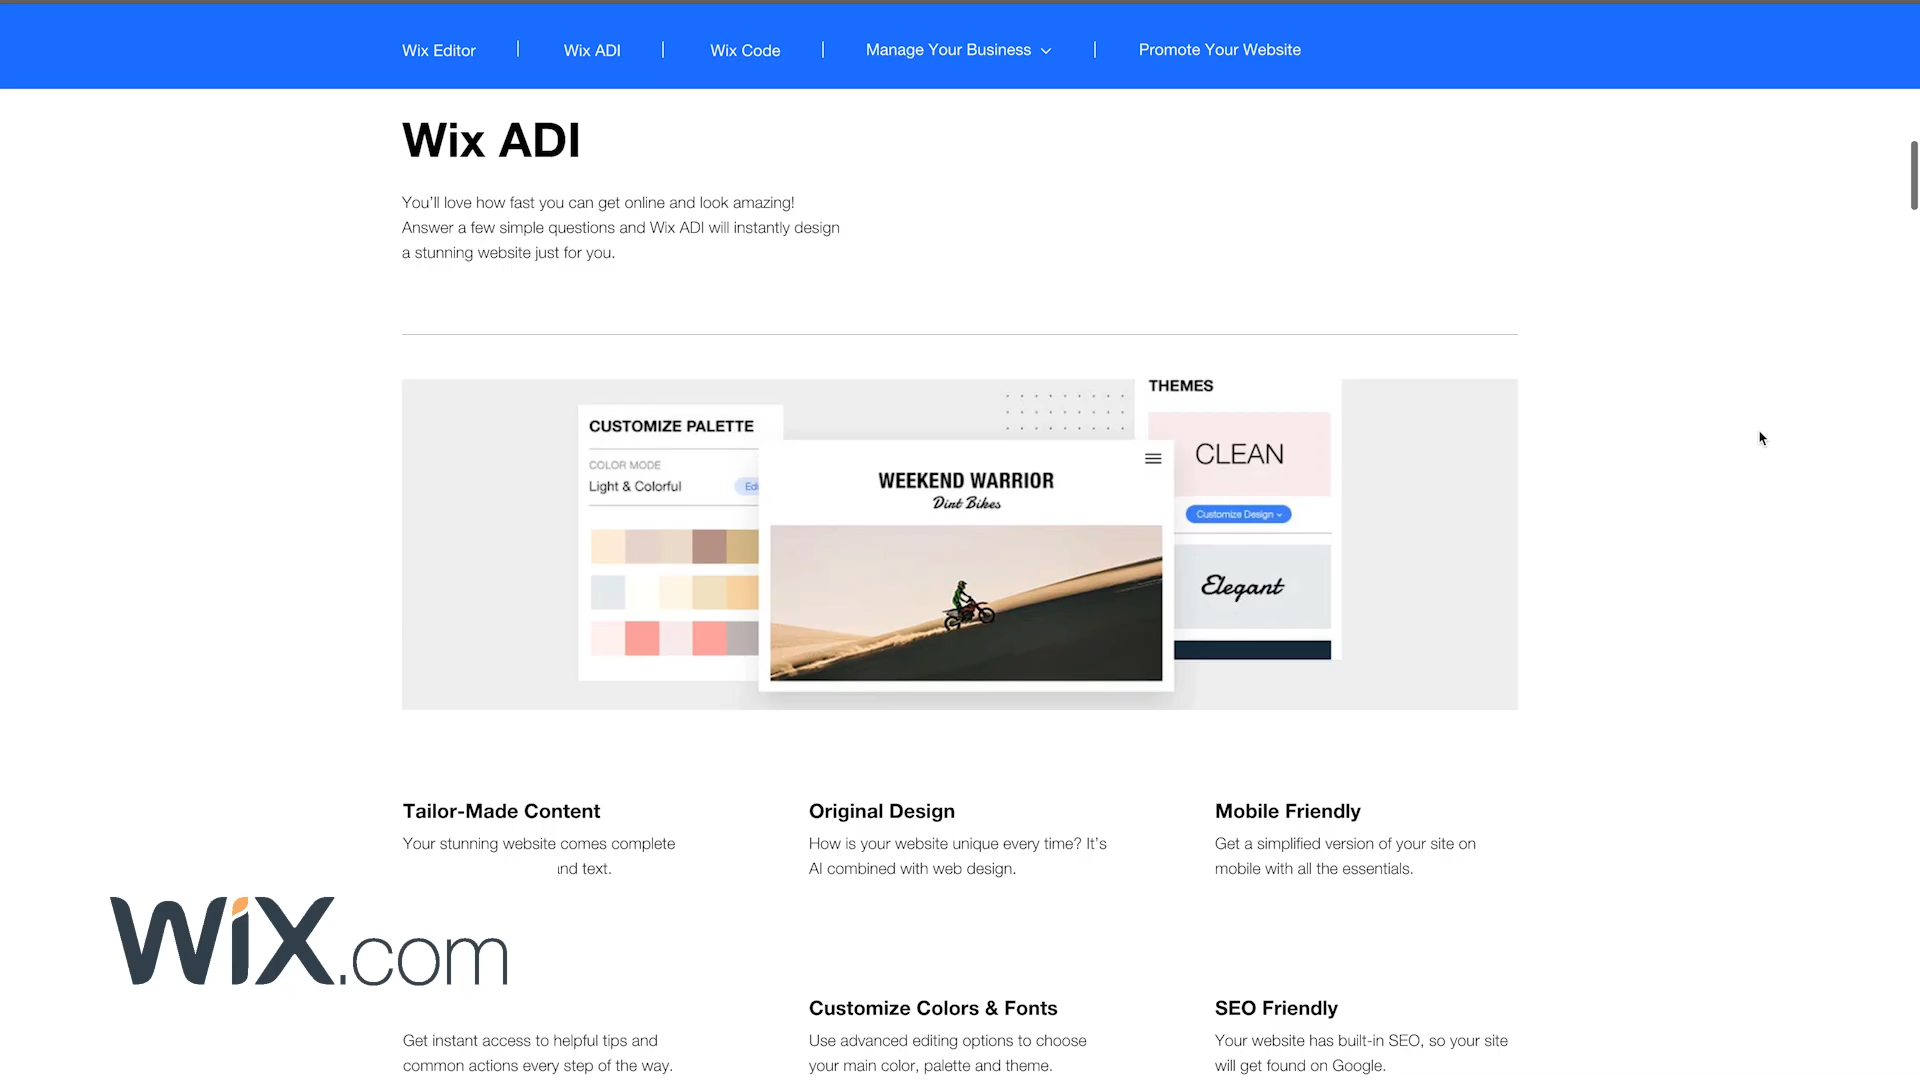 Wix Editor
Wix ADI
Wix Code
Manage Your Business
Promote Your Website
Wix ADI
You'll love how fast you can get online and look amazing!
Answer a few simple questions and Wix ADI will instantly design
a stunning website just for you.
THEMES
CUSTOMIZE PALETTE
COLOR MODE
Light & Colorful
Edi
WEEKEND WARRIOR
Dirt Bikes
CLEAN
Customize Design
Elegant
Tailor-Made Content
Your stunning website comes complete
nd text.
Original Design
How is your website unique every time? It's
AI combined with web design.
Mobile Friendly
Get a simplified version of your site on
mobile with all the essentials.
WiX.com
Get instant access to helpful tips and
common actions every step of the way.
Customize Colors & Fonts
Use advanced editing options to choose
your main color, palette and theme.
SEO Friendly
Your website has built-in SEO, so your site
will get found on Google.